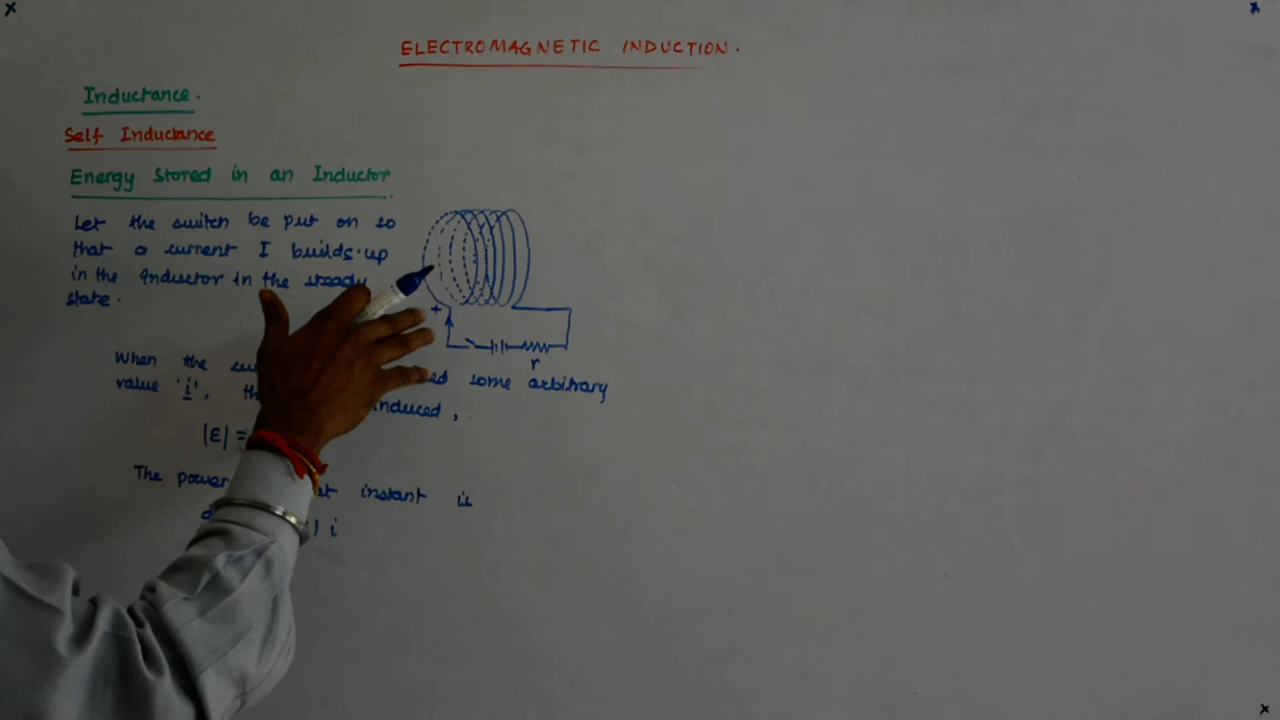 ELECTROMAGNETIC INDUCTION.
Inductance.
Self Inductance
Energy Stored in an Inductor
Let the switch be put on so
that a current I builds-up
in the Inductor in the steady
state.
+
r
When the
some arbitrary
value 'i',
induced,
|ε| =
The power
instant is
i